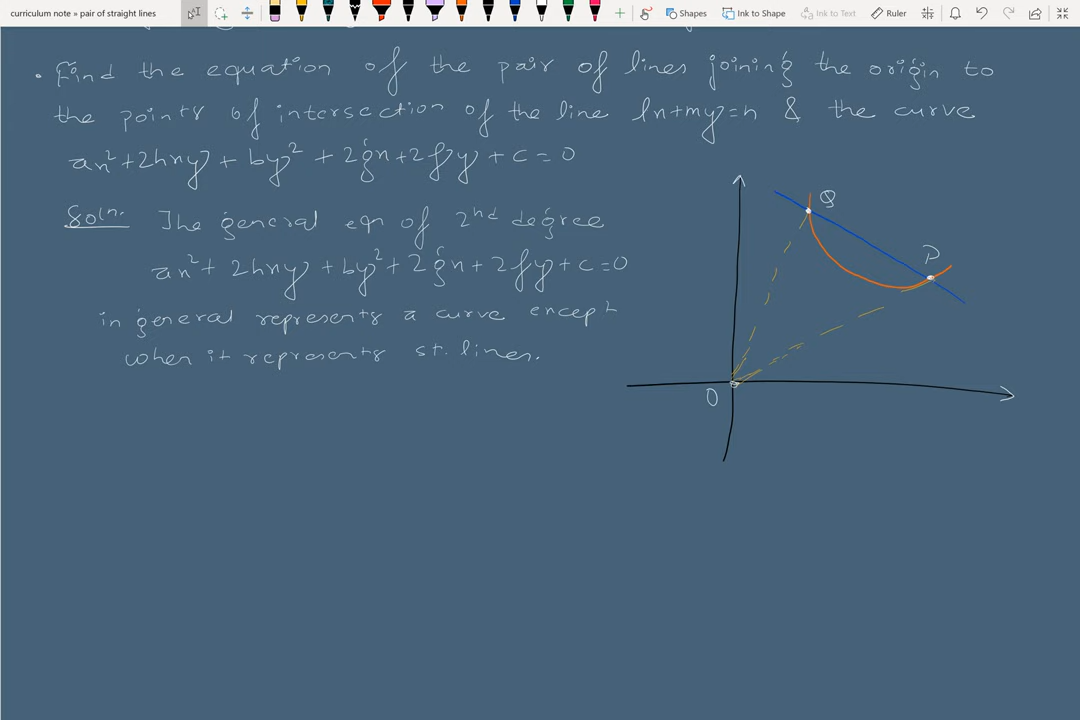 curriculum note » pair of straight lines
Shapes
Ink to Shape
Ink to Text
Ruler
• Find the equation of the pair of lines joining the origin to
the points of intersection of the line lx+my=n & the curve
ax²+2hxy+by²+2gx+2fy+c=0
Soln. The general eqn of 2nd degree
ax²+2hxy+by²+2gx+2fy+c=0
in general represents a curve except
when it represents st. lines.
Q
P
O